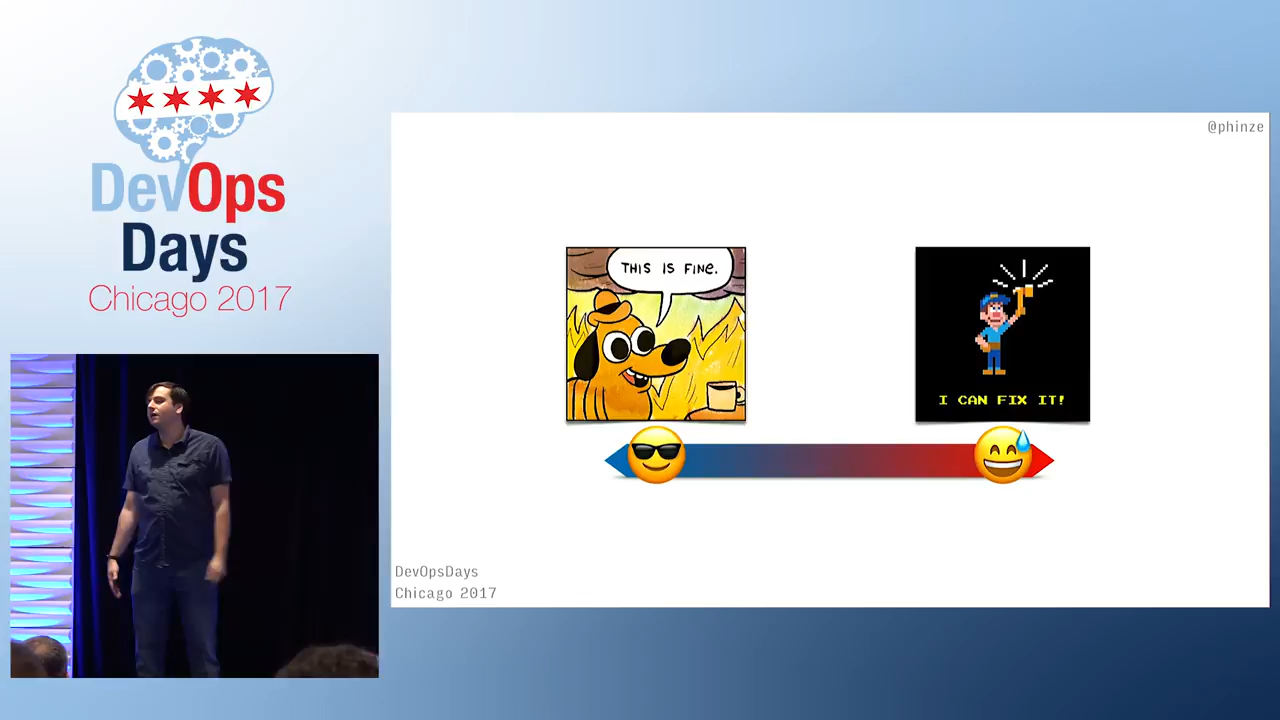 DevOps
Days
Chicago 2017
@phinze
THIS IS FINE.
I CAN FIX IT!
DevOpsDays
Chicago 2017